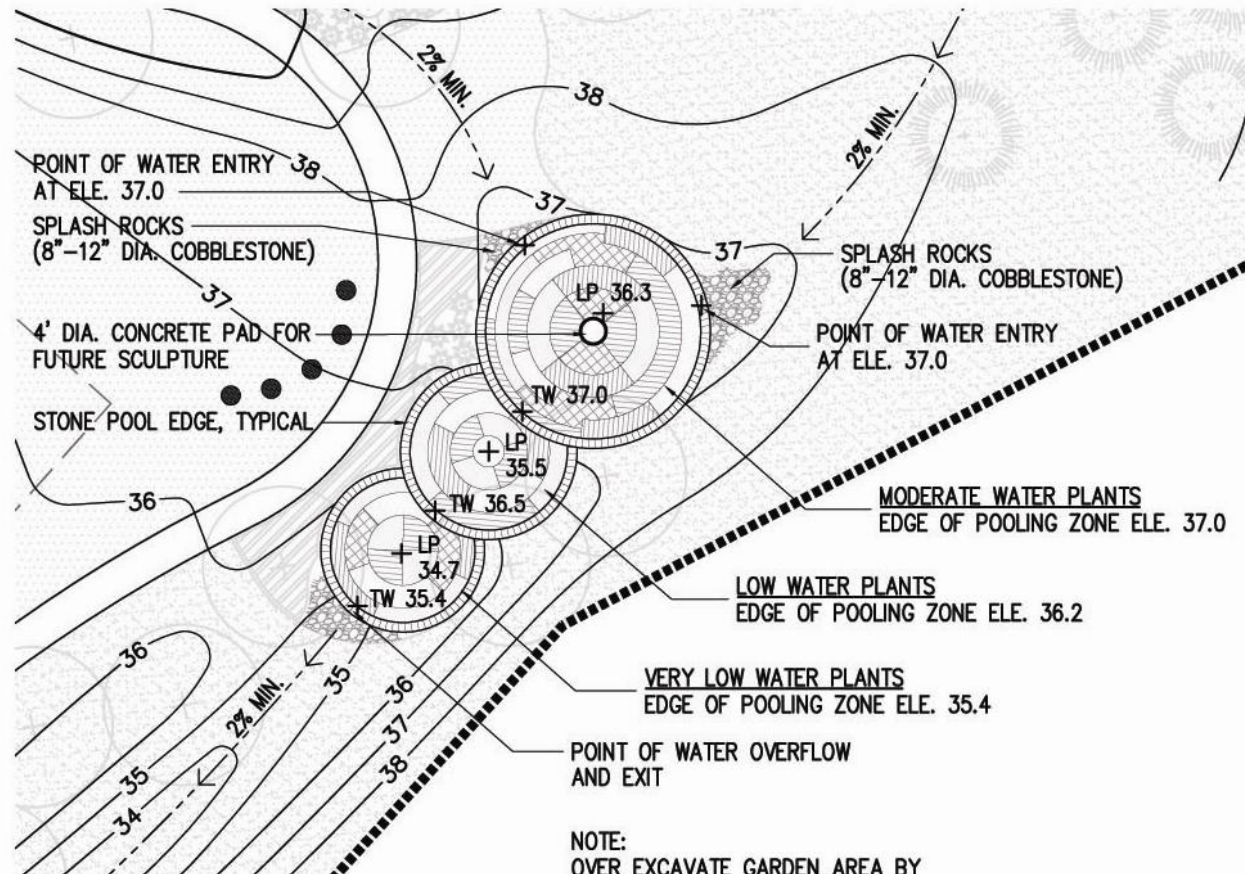 2% MIN.
38
2% MIN.
POINT OF WATER ENTRY
AT ELE. 37.0
38
SPLASH ROCKS
(8"-12" DIA. COBBLESTONE)
37
37
SPLASH ROCKS
(8"-12" DIA. COBBLESTONE)
37
LP 36.3
4' DIA. CONCRETE PAD FOR
FUTURE SCULPTURE
POINT OF WATER ENTRY
AT ELE. 37.0
TW 37.0
STONE POOL EDGE, TYPICAL
LP
35.5
36
TW 36.5
MODERATE WATER PLANTS
EDGE OF POOLING ZONE ELE. 37.0
LP
34.7
TW 35.4
LOW WATER PLANTS
EDGE OF POOLING ZONE ELE. 36.2
36
35
36
VERY LOW WATER PLANTS
EDGE OF POOLING ZONE ELE. 35.4
2% MIN.
37
35
38
POINT OF WATER OVERFLOW
AND EXIT
34
NOTE:
OVER EXCAVATE GARDEN AREA BY